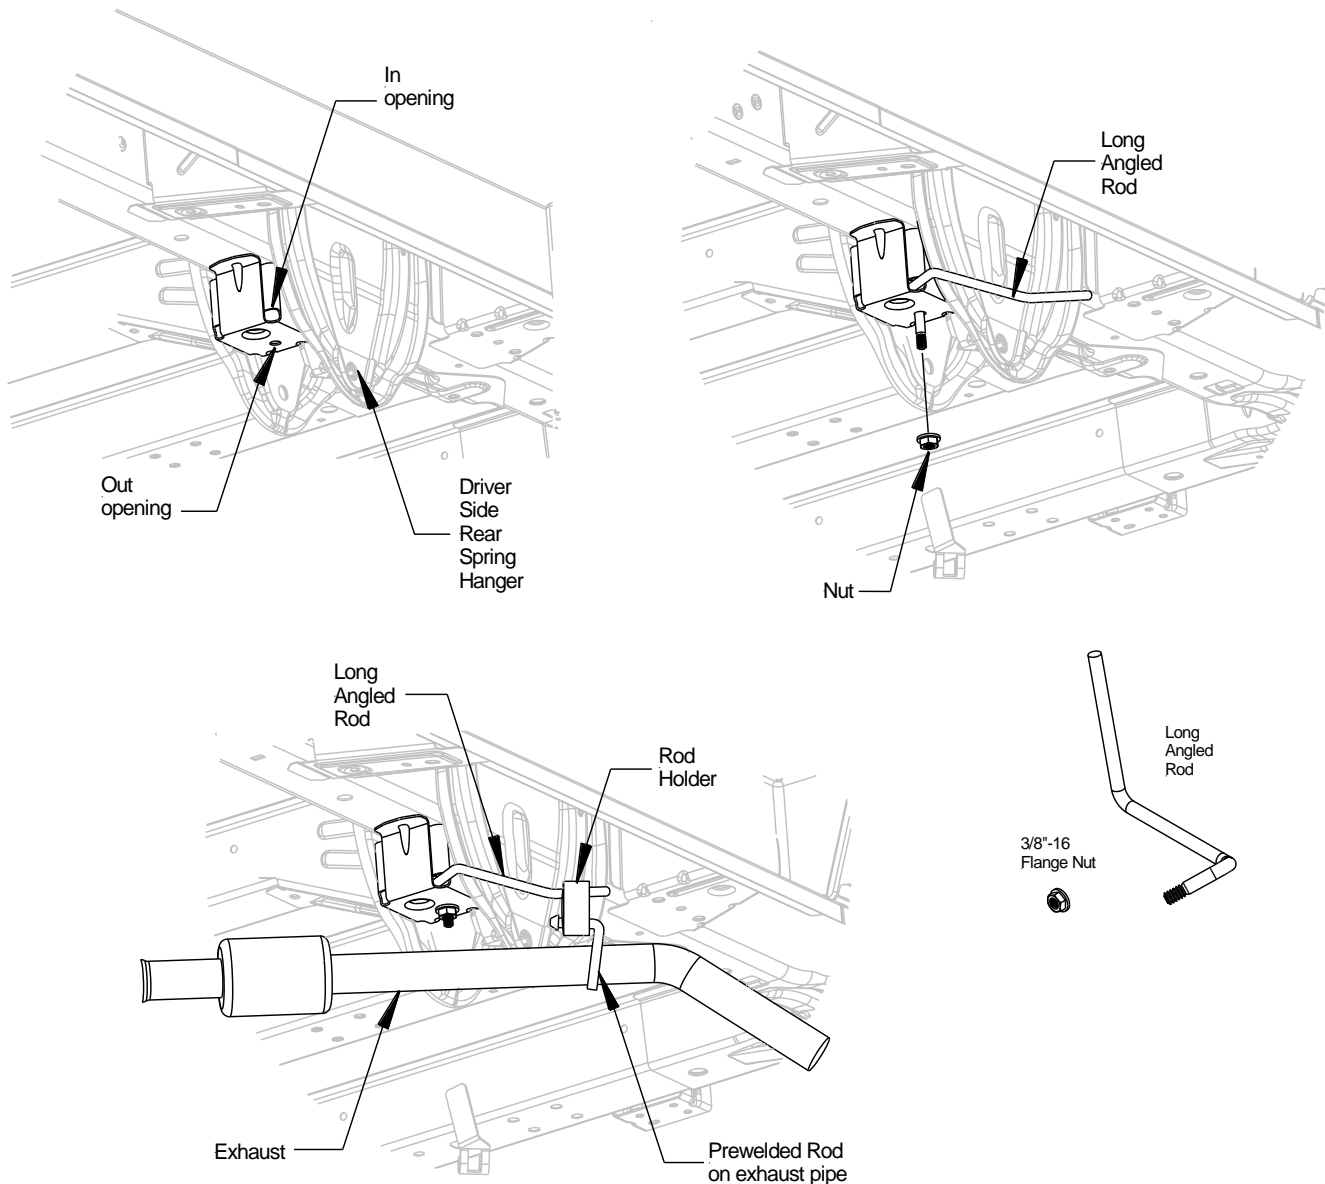 In
opening
Out
opening
Driver
Side
Rear
Spring
Hanger
Long
Angled
Rod
Nut
Long
Angled
Rod
Rod
Holder
Exhaust
Prewelded Rod
on exhaust pipe
Long
Angled
Rod
3/8"-16
Flange Nut